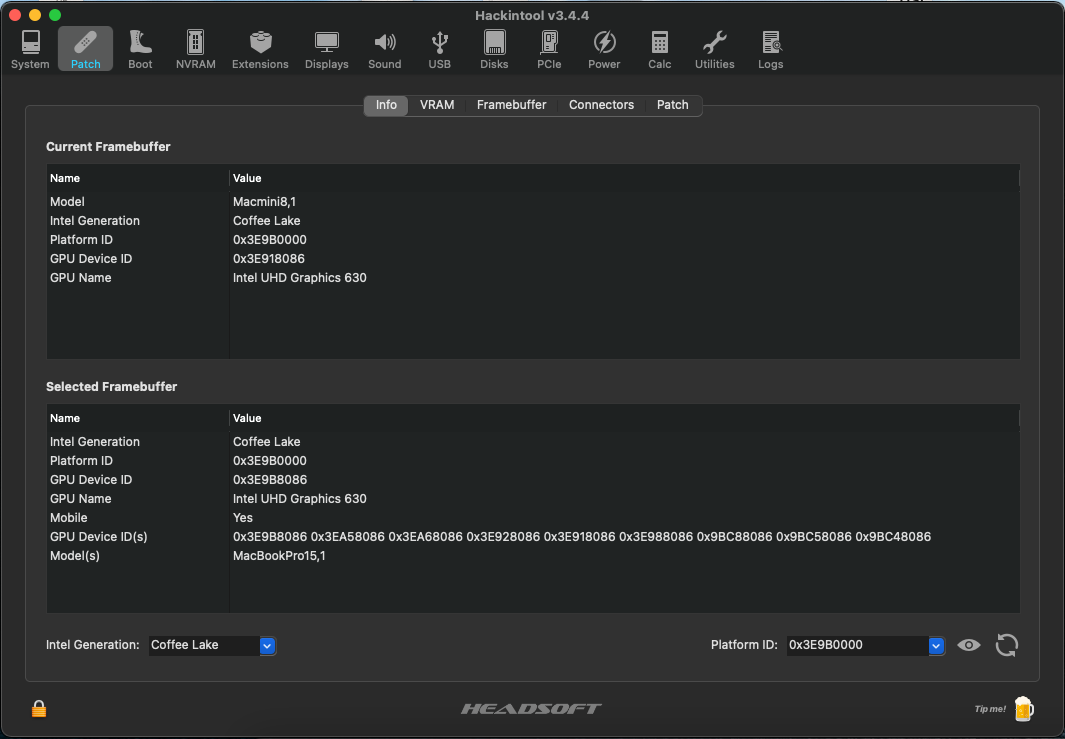 Hackintool v3.4.4
System Patch Boot NVRAM Extensions Displays Sound USB Disks PCIe Power Calc Utilities Logs
Info VRAM Framebuffer Connectors Patch
Current Framebuffer
Name Value
Model Macmini8,1
Intel Generation Coffee Lake
Platform ID 0x3E9B0000
GPU Device ID 0x3E918086
GPU Name Intel UHD Graphics 630
Selected Framebuffer
Name Value
Intel Generation Coffee Lake
Platform ID 0x3E9B0000
GPU Device ID 0x3E9B8086
GPU Name Intel UHD Graphics 630
Mobile Yes
GPU Device ID(s) 0x3E9B8086 0x3EA58086 0x3EA68086 0x3E928086 0x3E918086 0x3E988086 0x9BC88086 0x9BC58086 0x9BC48086
Model(s) MacBookPro15,1
Intel Generation: Coffee Lake Platform ID: 0x3E9B0000
HEADSOFT Tip me!